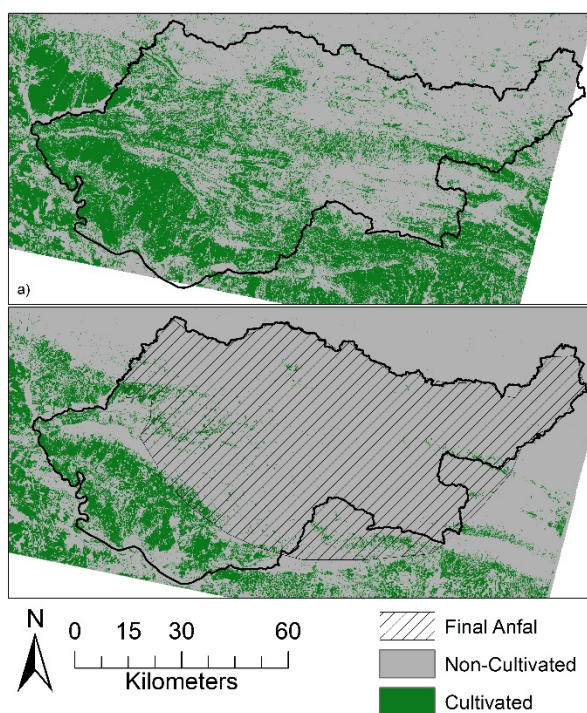 a)
N
0 15 30 60
Kilometers
Final Anfal
Non-Cultivated
Cultivated